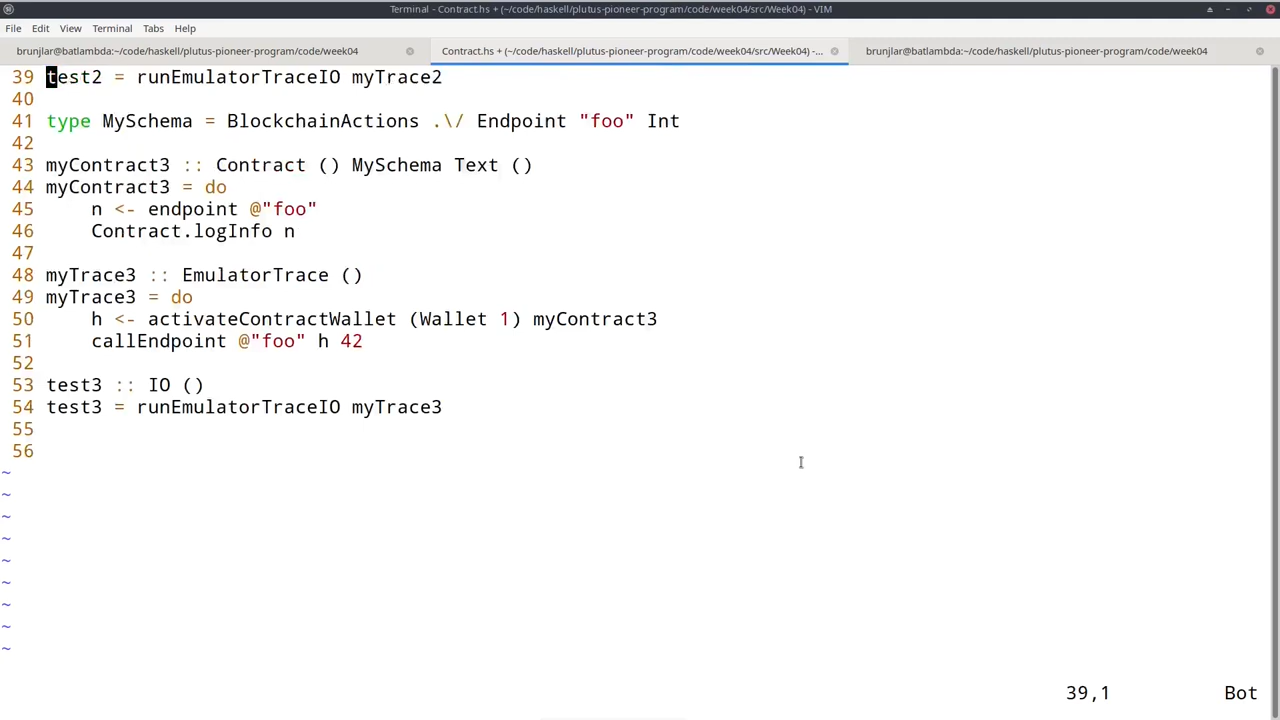 Terminal - Contract.hs + (~/code/haskell/plutus-pioneer-program/code/week04/src/Week04) - VIM
File Edit View Terminal Tabs Help
brunjlar@batlambda:~/code/haskell/plutus-pioneer-program/code/week04 Contract.hs + (~/code/haskell/plutus-pioneer-program/code/week04/src/Week04) -... brunjlar@batlambda:~/code/haskell/plutus-pioneer-program/code/week04
39 test2 = runEmulatorTraceIO myTrace2
40
41 type MySchema = BlockchainActions .\/ Endpoint "foo" Int
42
43 myContract3 :: Contract () MySchema Text ()
44 myContract3 = do
45     n <- endpoint @"foo"
46     Contract.logInfo n
47
48 myTrace3 :: EmulatorTrace ()
49 myTrace3 = do
50     h <- activateContractWallet (Wallet 1) myContract3
51     callEndpoint @"foo" h 42
52
53 test3 :: IO ()
54 test3 = runEmulatorTraceIO myTrace3
55
56
~
~
~
~
~
~
~
~
~
39,1 Bot